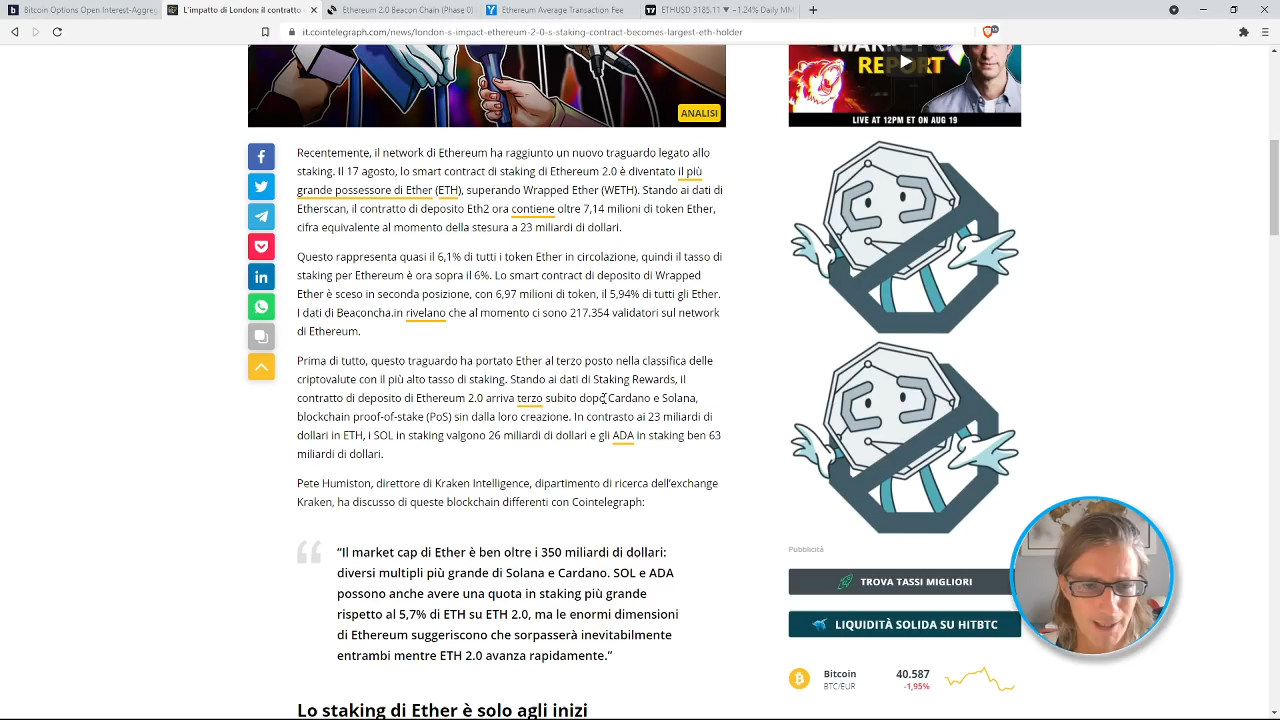 Bitcoin Options Open Interest-Aggreg
L'impatto di London: il contratto
Ethereum 2.0 Beacon Chain (Phase 0)
Ethereum Average Transaction Fee
ETHUSD 3185.11 ▼ −1.24% Daily MM
it.cointelegraph.com/news/london-s-impact-ethereum-2-0-s-staking-contract-becomes-largest-eth-holder
ANALISI
MARKET
REPORT
LIVE AT 12PM ET ON AUG 19
Recentemente, il network di Ethereum ha raggiunto un nuovo traguardo legato allo
staking. Il 17 agosto, lo smart contract di staking di Ethereum 2.0 è diventato il più
grande possessore di Ether (ETH), superando Wrapped Ether (WETH). Stando ai dati di
Etherscan, il contratto di deposito Eth2 ora contiene oltre 7,14 milioni di token Ether,
cifra equivalente al momento della stesura a 23 miliardi di dollari.
Questo rappresenta quasi il 6,1% di tutti i token Ether in circolazione, quindi il tasso di
staking per Ethereum è ora sopra il 6%. Lo smart contract di deposito di Wrapped
Ether è sceso in seconda posizione, con 6,97 milioni di token, il 5,94% di tutti gli Ether.
I dati di Beaconcha.in rivelano che al momento ci sono 217.354 validatori sul network
di Ethereum.
Prima di tutto, questo traguardo ha portato Ether al terzo posto nella classifica delle
criptovalute con il più alto tasso di staking. Stando ai dati di Staking Rewards, il
contratto di deposito di Ethereum 2.0 arriva terzo subito dopo Cardano e Solana,
blockchain proof-of-stake (PoS) sin dalla loro creazione. In contrasto ai 23 miliardi di
dollari in ETH, i SOL in staking valgono 26 miliardi di dollari e gli ADA in staking ben 63
miliardi di dollari.
Pete Humiston, direttore di Kraken Intelligence, dipartimento di ricerca dell'exchange
Kraken, ha discusso di queste blockchain differenti con Cointelegraph:
“Il market cap di Ether è ben oltre i 350 miliardi di dollari:
diversi multipli più grande di Solana e Cardano. SOL e ADA
possono anche avere una quota in staking più grande
rispetto al 5,7% di ETH su ETH 2.0, ma le enormi dimensioni
di Ethereum suggeriscono che sorpasserà inevitabilmente
entrambi mentre ETH 2.0 avanza rapidamente.”
Lo staking di Ether è solo agli inizi
Pubblicità
TROVA TASSI MIGLIORI
LIQUIDITÀ SOLIDA SU HITBTC
Bitcoin 40.587
BTC/EUR -1,95%